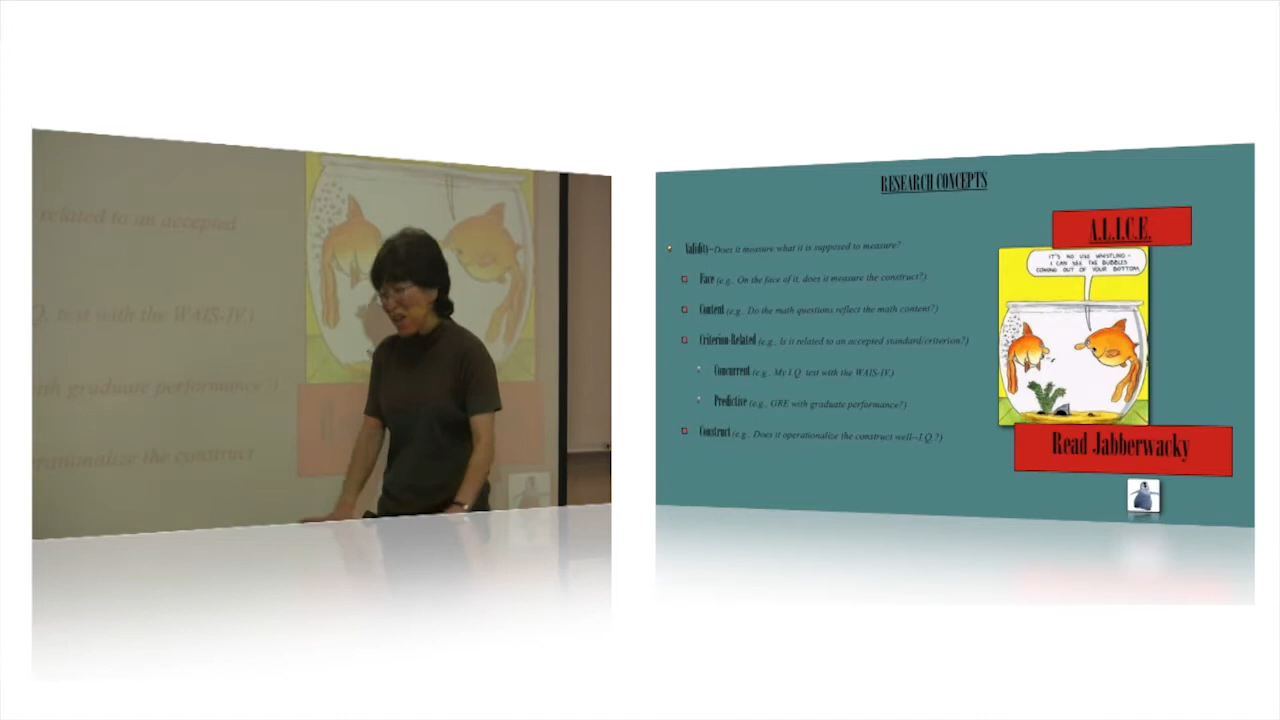 related to an accepted
Q. test with the WAIS-IV.)
th graduate performance?)
the construct
RESEARCH CONCEPTS
Validity--Does it measure what it is supposed to measure?
Face (e.g., On the face of it, does it measure the construct?)
Content (e.g., Do the math questions reflect the math content?)
Criterion-Related (e.g., Is it related to an accepted standard/criterion?)
Concurrent (e.g., My I.Q. test with the WAIS-IV.)
Predictive (e.g., GRE with graduate performance?)
Construct (e.g., Does it operationalize the construct well--I.Q.?)
A.L.I.C.E.
IT'S NO USE WHISTLING -
I CAN SEE THE BUBBLES
COMING OUT OF YOUR BOTTOM
Read Jabberwacky